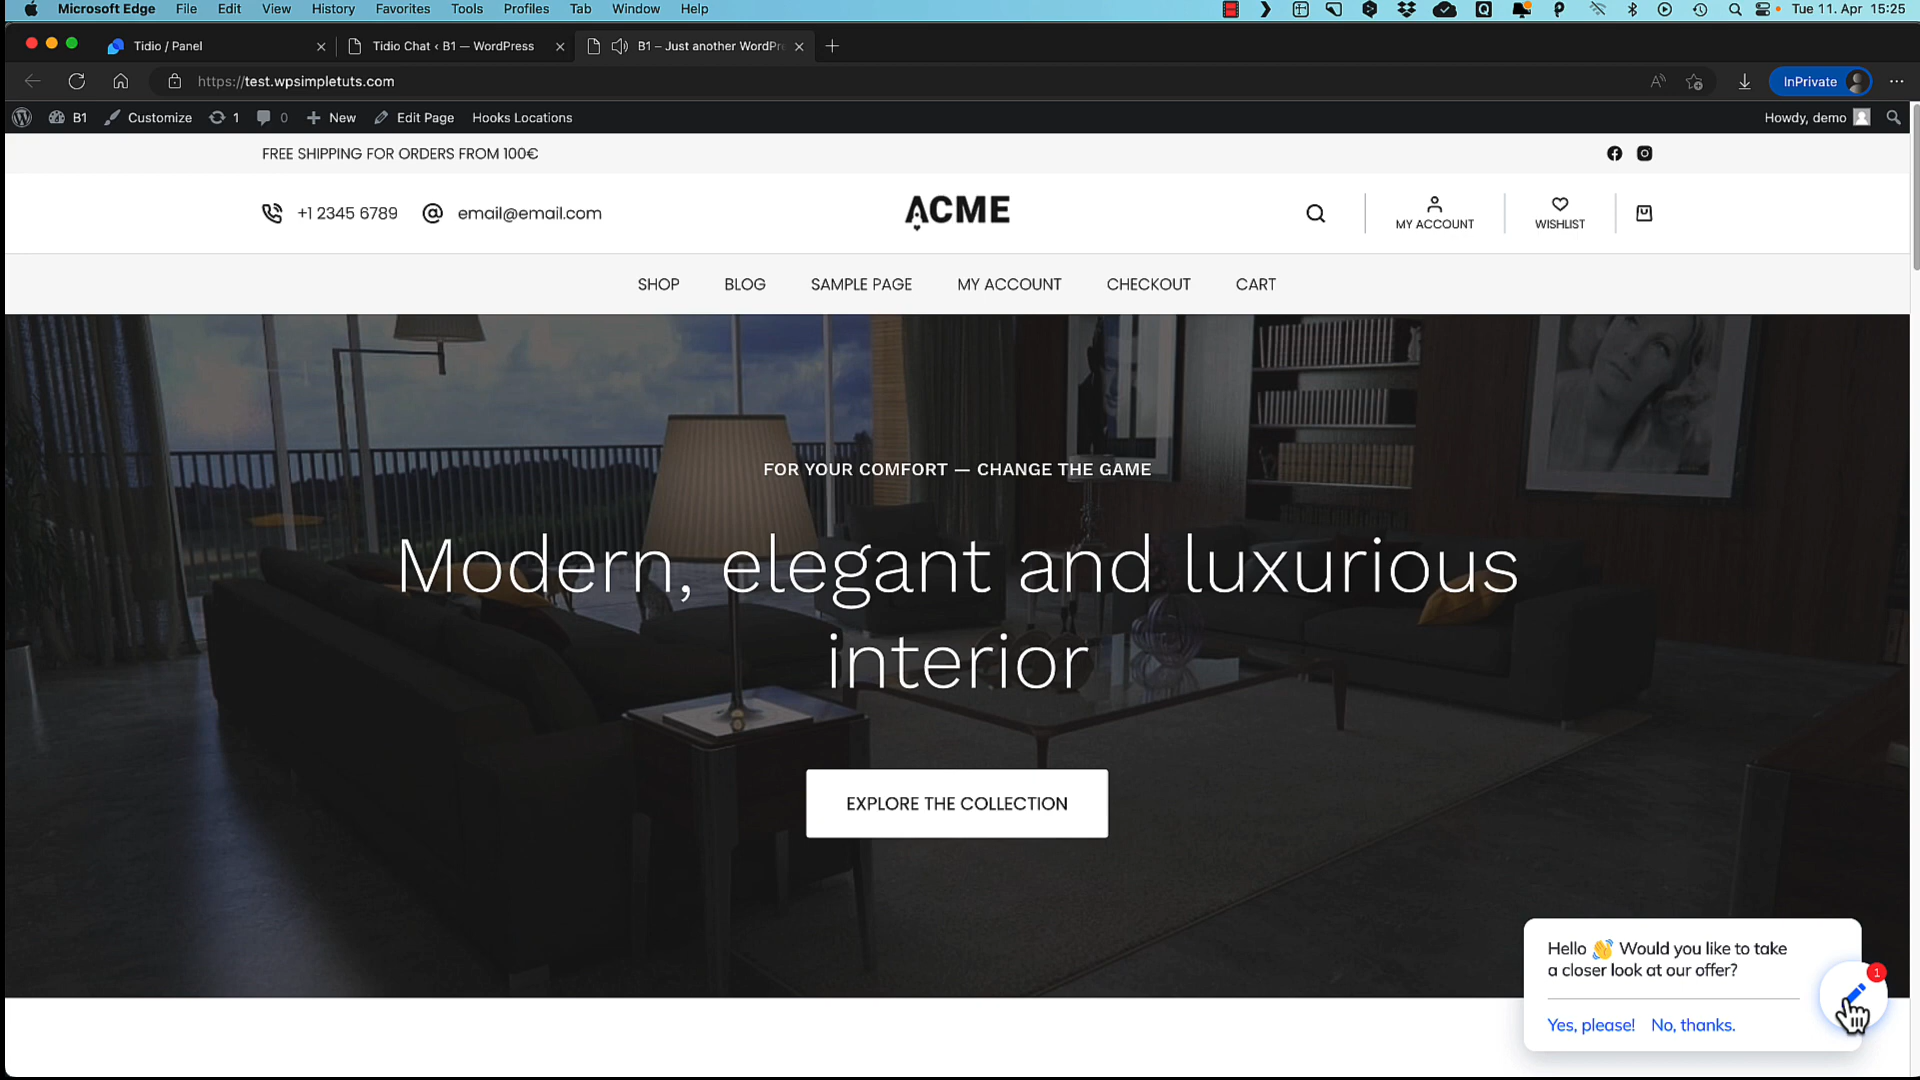 Microsoft Edge File Edit View History Favorites Tools Profiles Tab Window Help Tue 11. Apr 15:25
Tidio / Panel Tidio Chat ‹ B1 — WordPress B1 – Just another WordPr
https://test.wpsimpletuts.com InPrivate
B1 Customize 1 0 New Edit Page Hooks Locations Howdy, demo
FREE SHIPPING FOR ORDERS FROM 100€
+1 2345 6789 email@email.com ACME MY ACCOUNT WISHLIST
SHOP BLOG SAMPLE PAGE MY ACCOUNT CHECKOUT CART
FOR YOUR COMFORT — CHANGE THE GAME
Modern, elegant and luxurious
interior
EXPLORE THE COLLECTION
Hello 👋 Would you like to take
a closer look at our offer?
1
Yes, please! No, thanks.